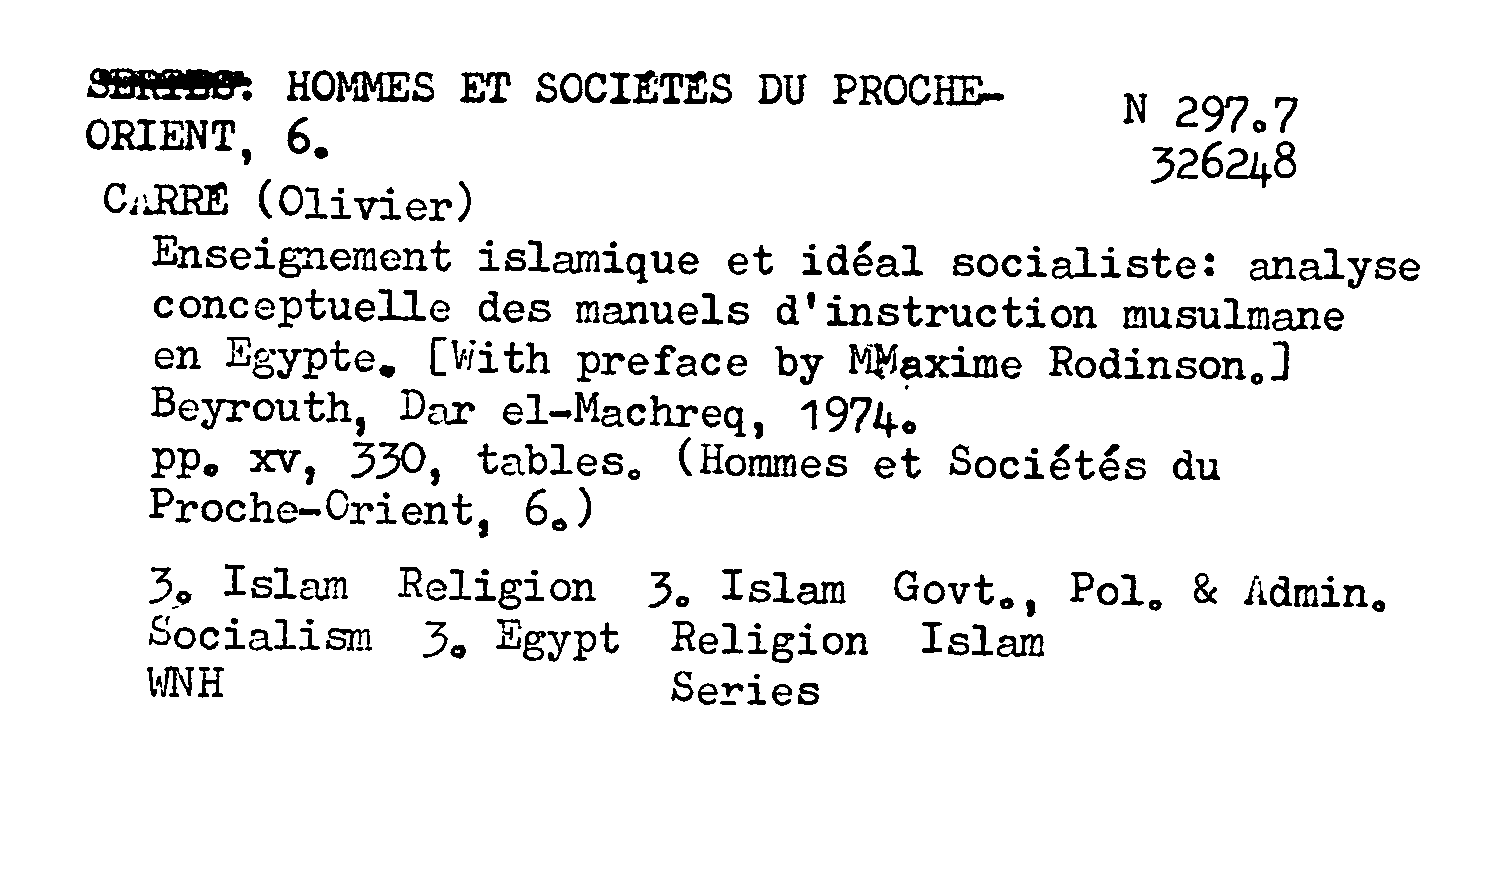 SERIES: HOMMES ET SOCIÉTÉS DU PROCHE-
ORIENT, 6.
N 297.7
326248
CARRÉ (Olivier)
Enseignement islamique et idéal socialiste: analyse
conceptuelle des manuels d'instruction musulmane
en Egypte. [With preface by MMaxime Rodinson.]
Beyrouth, Dar el-Machreq, 1974.
pp. xv, 330, tables. (Hommes et Sociétés du
Proche-Orient, 6.)
3. Islam Religion 3. Islam Govt., Pol. & Admin.
Socialism 3. Egypt Religion Islam
WNH Series